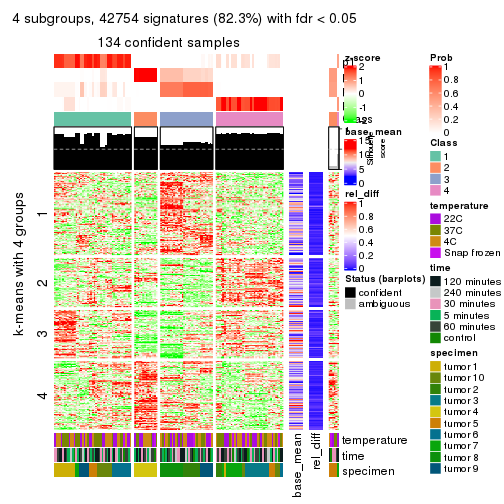 4 subgroups, 42754 signatures (82.3%) with fdr < 0.05
134 confident samples
k-means with 4 groups
1
2
3
4
base_mean
rel_diff
temperature
time
specimen
Silhouette
score
z-score
2
1
0
-1
-2
base_mean
15
10
5
0
rel_diff
1
0.8
0.6
0.4
0.2
0
Status (barplots)
confident
ambiguous
Prob
1
0.8
0.6
0.4
0.2
0
Class
1
2
3
4
temperature
22C
37C
4C
Snap frozen
time
120 minutes
240 minutes
30 minutes
5 minutes
60 minutes
control
specimen
tumor 1
tumor 10
tumor 2
tumor 3
tumor 4
tumor 5
tumor 6
tumor 7
tumor 8
tumor 9